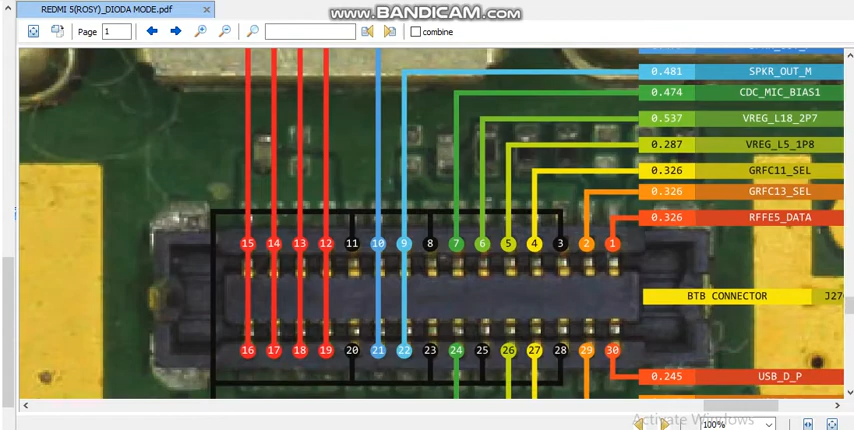 REDMI 5(ROSY)_DIODA MODE.pdf
www.BANDICAM.com
Page 1
combine
0.481 SPKR_OUT_M
0.474 CDC_MIC_BIAS1
0.537 VREG_L18_2P7
0.287 VREG_L5_1P8
0.326 GRFC11_SEL
0.326 GRFC13_SEL
0.326 RFFE5_DATA
15 14 13 12 11 10 9 8 7 6 5 4 3 2 1
BTB CONNECTOR J27
16 17 18 19 20 21 22 23 24 25 26 27 28 29 30
0.245 USB_D_P
Activate Windows
100%